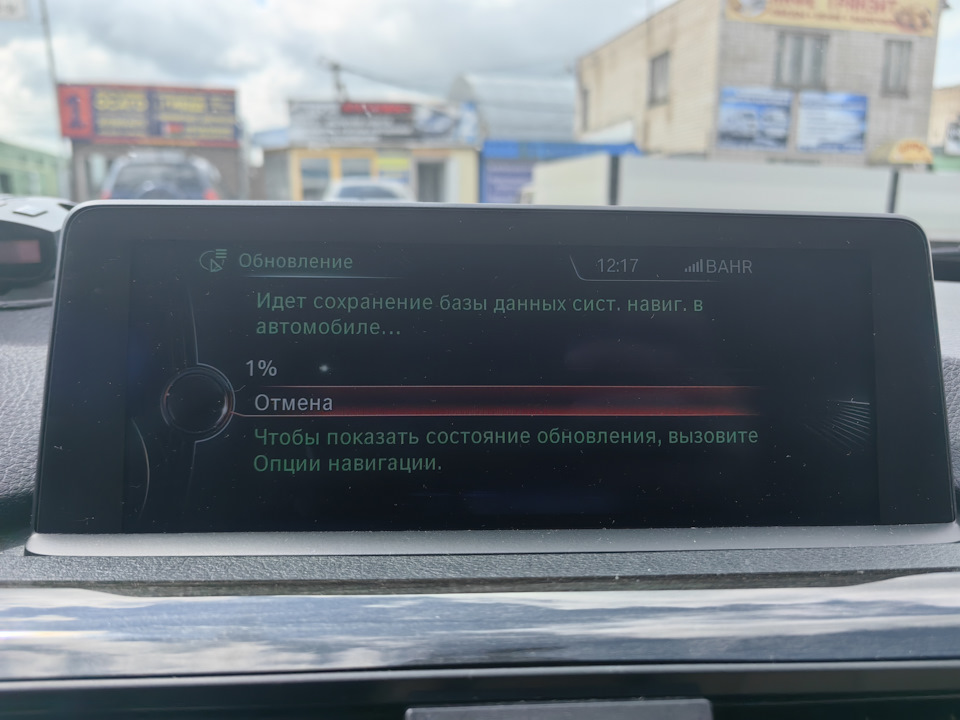 Обновление
12:17
BAHR
Идет сохранение базы данных сист. навиг. в
автомобиле...
1%
Отмена
Чтобы показать состояние обновления, вызовите
Опции навигации.